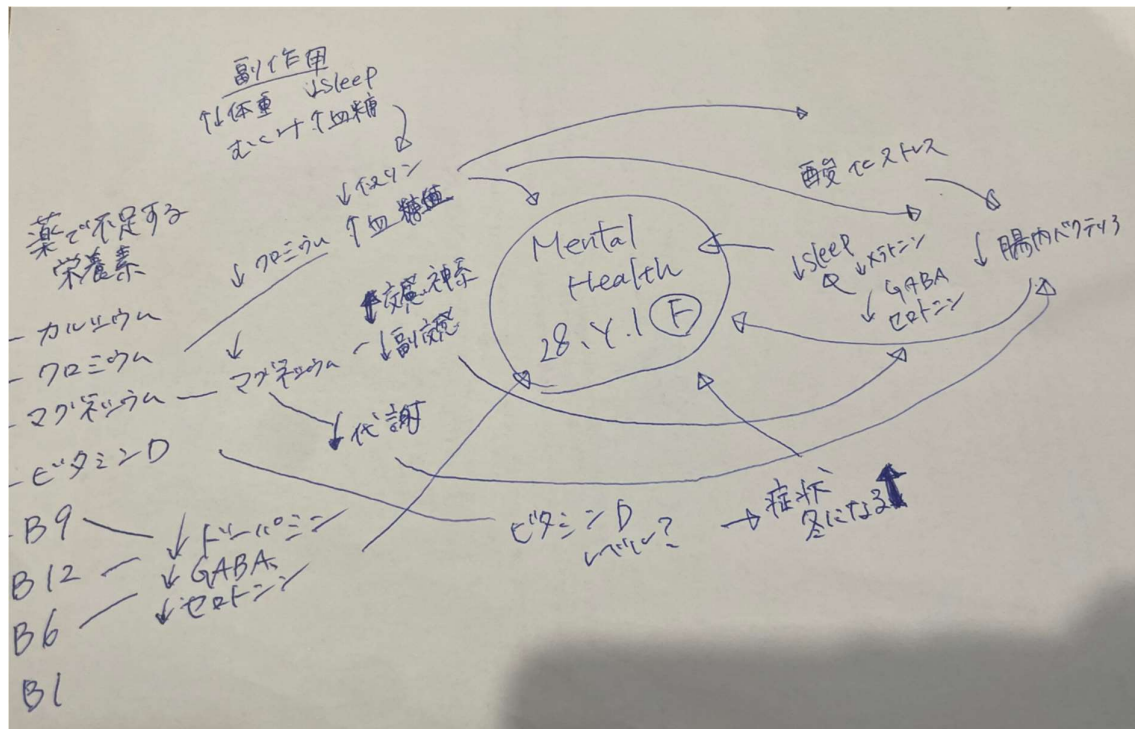 副作用
↑↓体重 ↓sleep
むくみ ↑血糖
薬で不足する
栄養素
- カルシウム
- クロミウム
- マグネシウム
- ビタミンD
- B9
B12
B6
B1
↓クロミウム
↑血糖値
↓マグネシウム
↑交感神系
↓副交感
↓代謝
↓ドーパミン
↓GABA
↓セロトニン
Mental
Health
28.Y.1 F
酸化ストレス
↓sleep
↓メラトニン
↓GABA
セロトニン
↓腸内バクテリア
ビタミンD
レベル?
→症状
冬になる↑